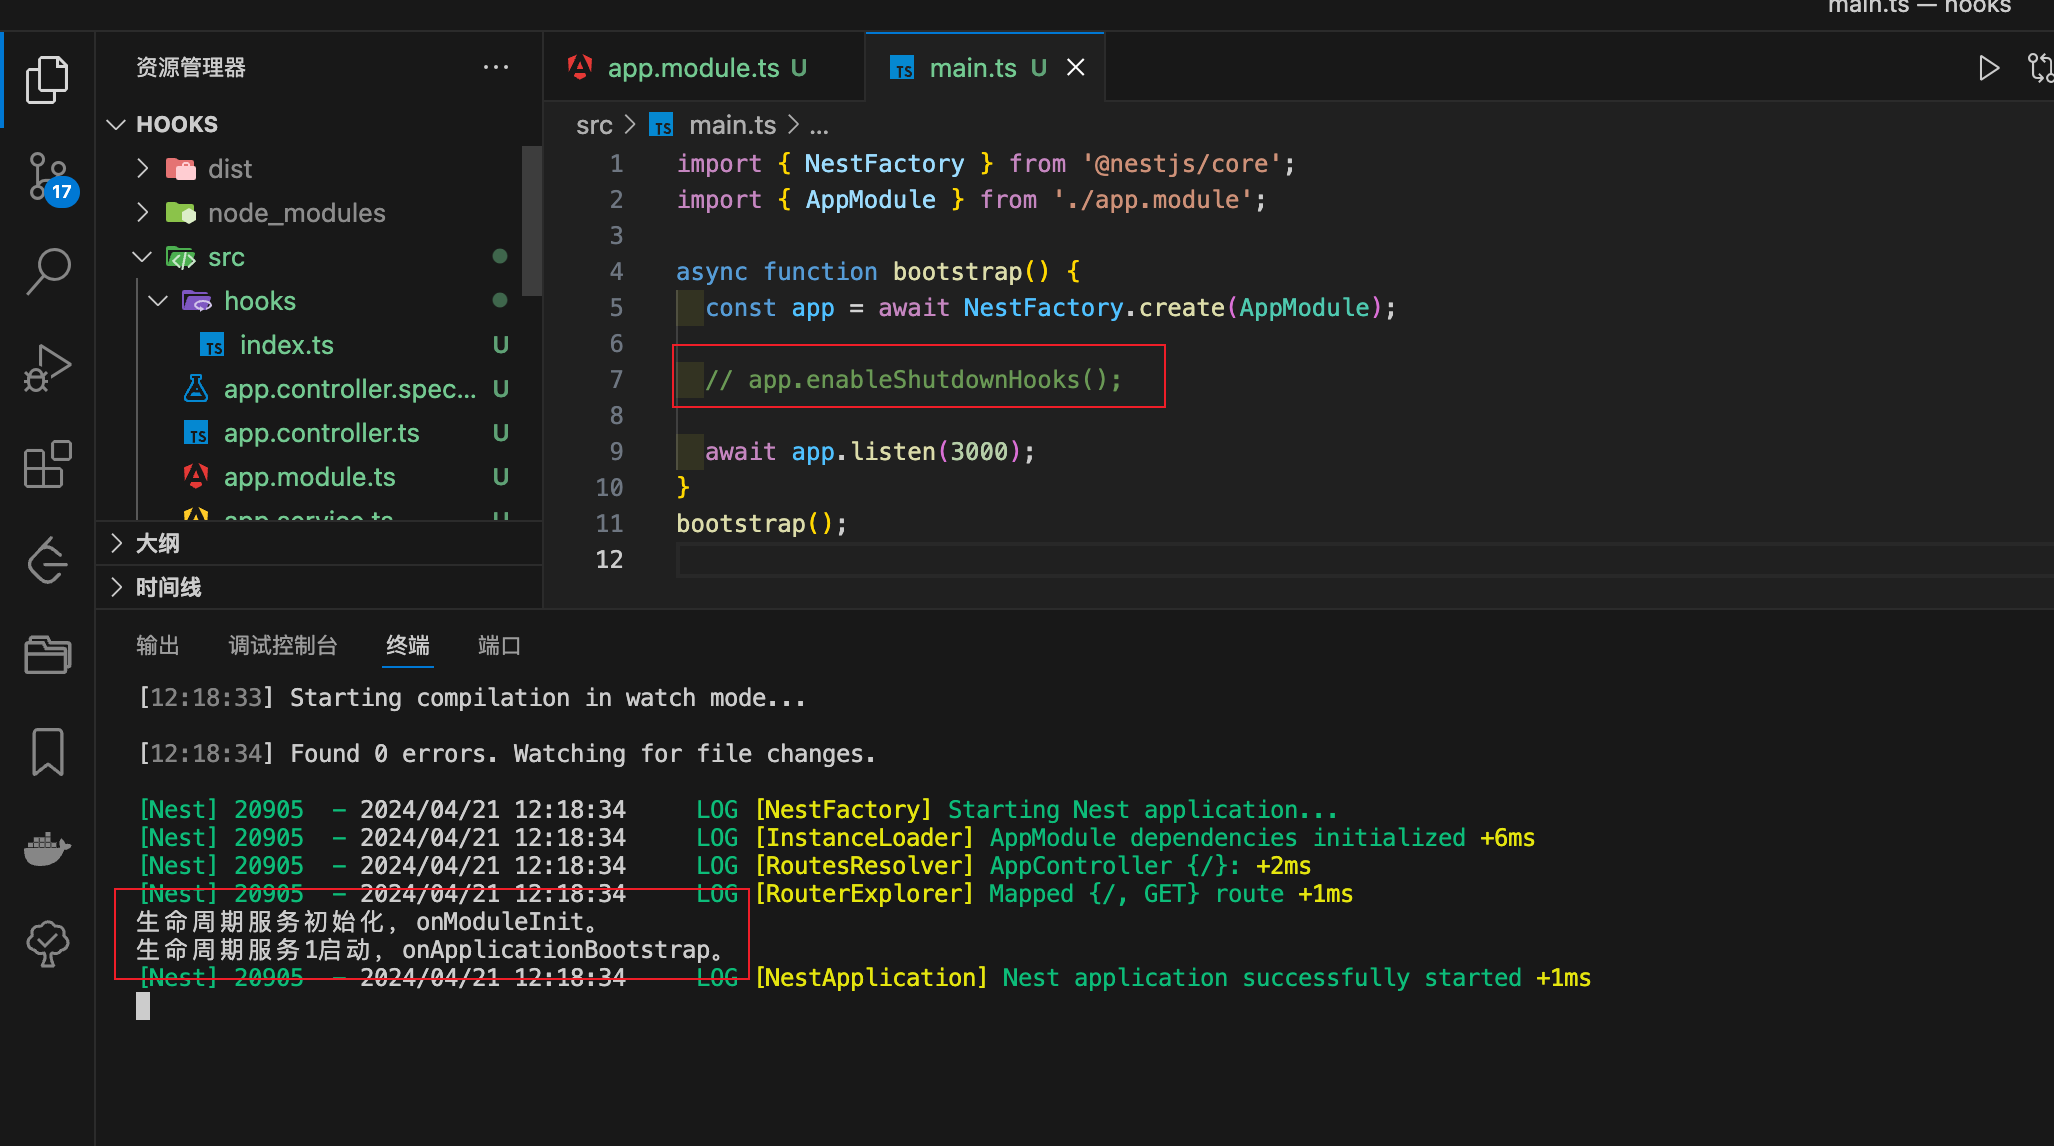 main.ts — hooks
资源管理器
HOOKS
dist
node_modules
src
hooks
index.ts U
app.controller.spec... U
app.controller.ts U
app.module.ts U
app.service.ts U
大纲
时间线
17
app.module.ts U
TS main.ts U
src > TS main.ts > ...
1 import { NestFactory } from '@nestjs/core';
2 import { AppModule } from './app.module';
3
4 async function bootstrap() {
5 const app = await NestFactory.create(AppModule);
6
7 // app.enableShutdownHooks();
8
9 await app.listen(3000);
10 }
11 bootstrap();
12
输出 调试控制台 终端 端口
[12:18:33] Starting compilation in watch mode...
[12:18:34] Found 0 errors. Watching for file changes.
[Nest] 20905 - 2024/04/21 12:18:34 LOG [NestFactory] Starting Nest application...
[Nest] 20905 - 2024/04/21 12:18:34 LOG [InstanceLoader] AppModule dependencies initialized +6ms
[Nest] 20905 - 2024/04/21 12:18:34 LOG [RoutesResolver] AppController {/}: +2ms
[Nest] 20905 - 2024/04/21 12:18:34 LOG [RouterExplorer] Mapped {/, GET} route +1ms
生命周期服务初始化, onModuleInit。
生命周期服务1启动, onApplicationBootstrap。
[Nest] 20905 - 2024/04/21 12:18:34 LOG [NestApplication] Nest application successfully started +1ms